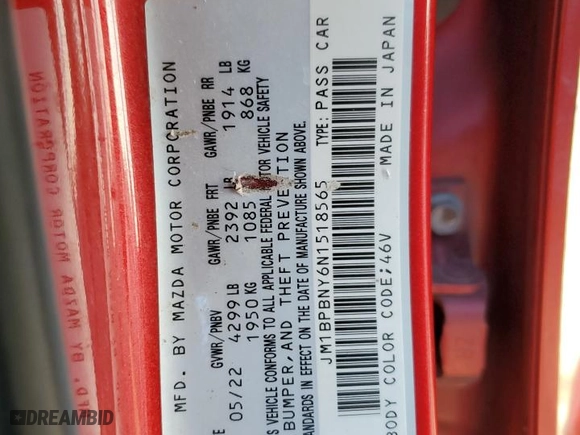 MFD. BY MAZDA MOTOR CORPORATION
GVWR/PNBV GAWR/PNBE FRT GAWR/PNBE RR
05/22 4299 LB 2392 LB 1914 LB
1950 KG 1085 868 KG
VEHICLE CONFORMS TO ALL APPLICABLE FEDERAL VEHICLE SAFETY
BUMPER, AND THEFT PREVENTION
IN EFFECT ON THE DATE OF MANUFACTURE SHOWN ABOVE.
JM1BPBNY6N1518565 TYPE: PASS CAR
BODY COLOR CODE;46V MADE IN JAPAN
DREAMBID